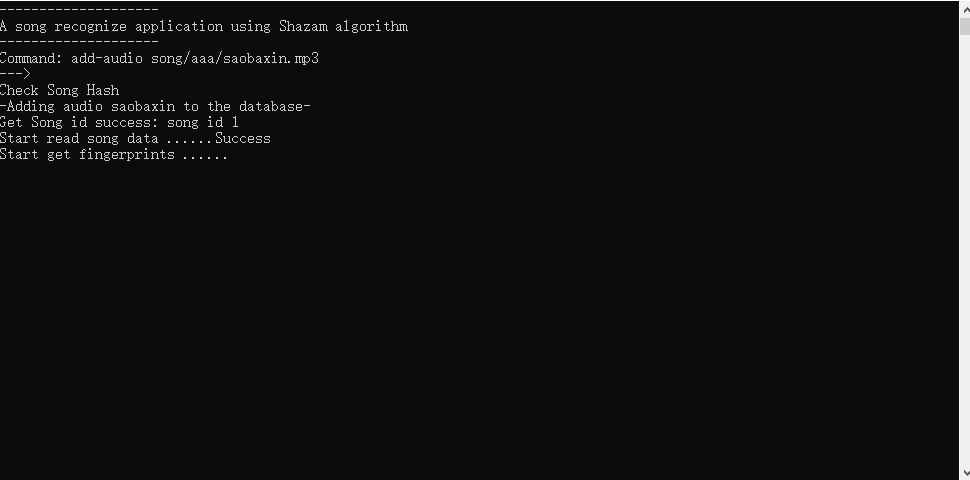 --------------------
A song recognize application using Shazam algorithm
--------------------
Command: add-audio song/aaa/saobaxin.mp3
--->
Check Song Hash
-Adding audio saobaxin to the database-
Get Song id success: song id 1
Start read song data ......Success
Start get fingerprints ......